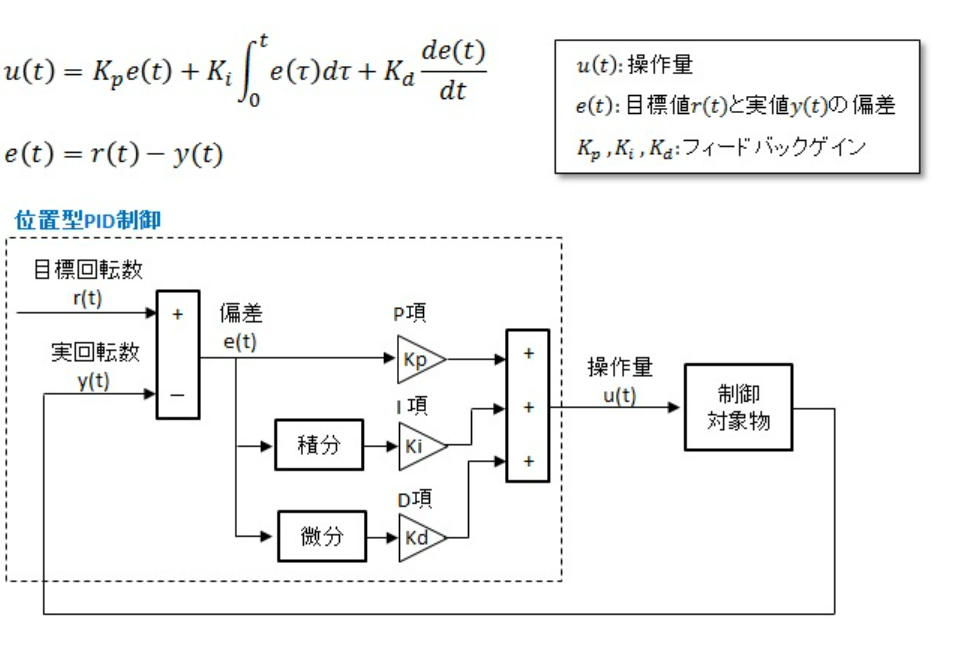 u(t) = K_p e(t) + K_i ∫_0^t e(τ)dτ + K_d de(t)/dt
e(t) = r(t) − y(t)
u(t): 操作量
e(t): 目標値r(t)と実値y(t)の偏差
K_p , K_i , K_d: フィードバックゲイン
位置型PID制御
目標回転数
r(t)
+
実回転数
y(t)
−
偏差
e(t)
P項
Kp
I項
積分
Ki
D項
微分
Kd
+
+
+
操作量
u(t)
制御
対象物